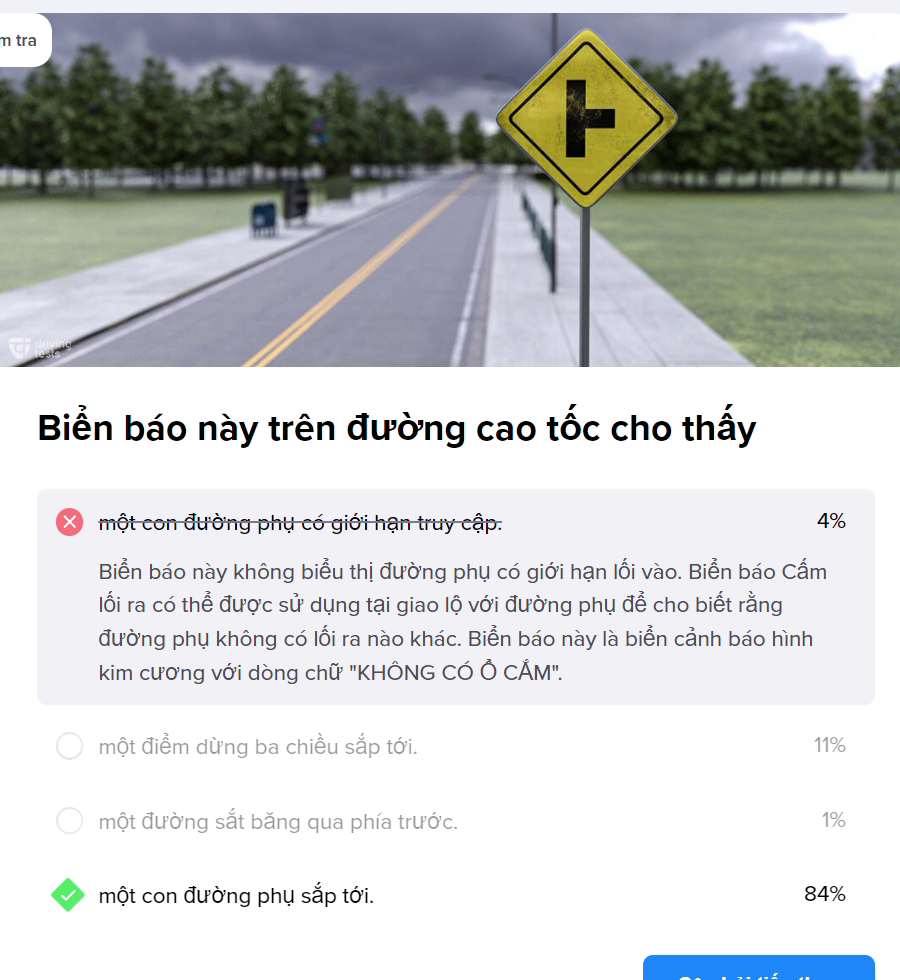 m tra
driving
tests
Biển báo này trên đường cao tốc cho thấy
một con đường phụ có giới hạn truy cập.
4%
Biển báo này không biểu thị đường phụ có giới hạn lối vào. Biển báo Cấm
lối ra có thể được sử dụng tại giao lộ với đường phụ để cho biết rằng
đường phụ không có lối ra nào khác. Biển báo này là biển cảnh báo hình
kim cương với dòng chữ "KHÔNG CÓ Ổ CẮM".
một điểm dừng ba chiều sắp tới.
11%
một đường sắt băng qua phía trước.
1%
một con đường phụ sắp tới.
84%